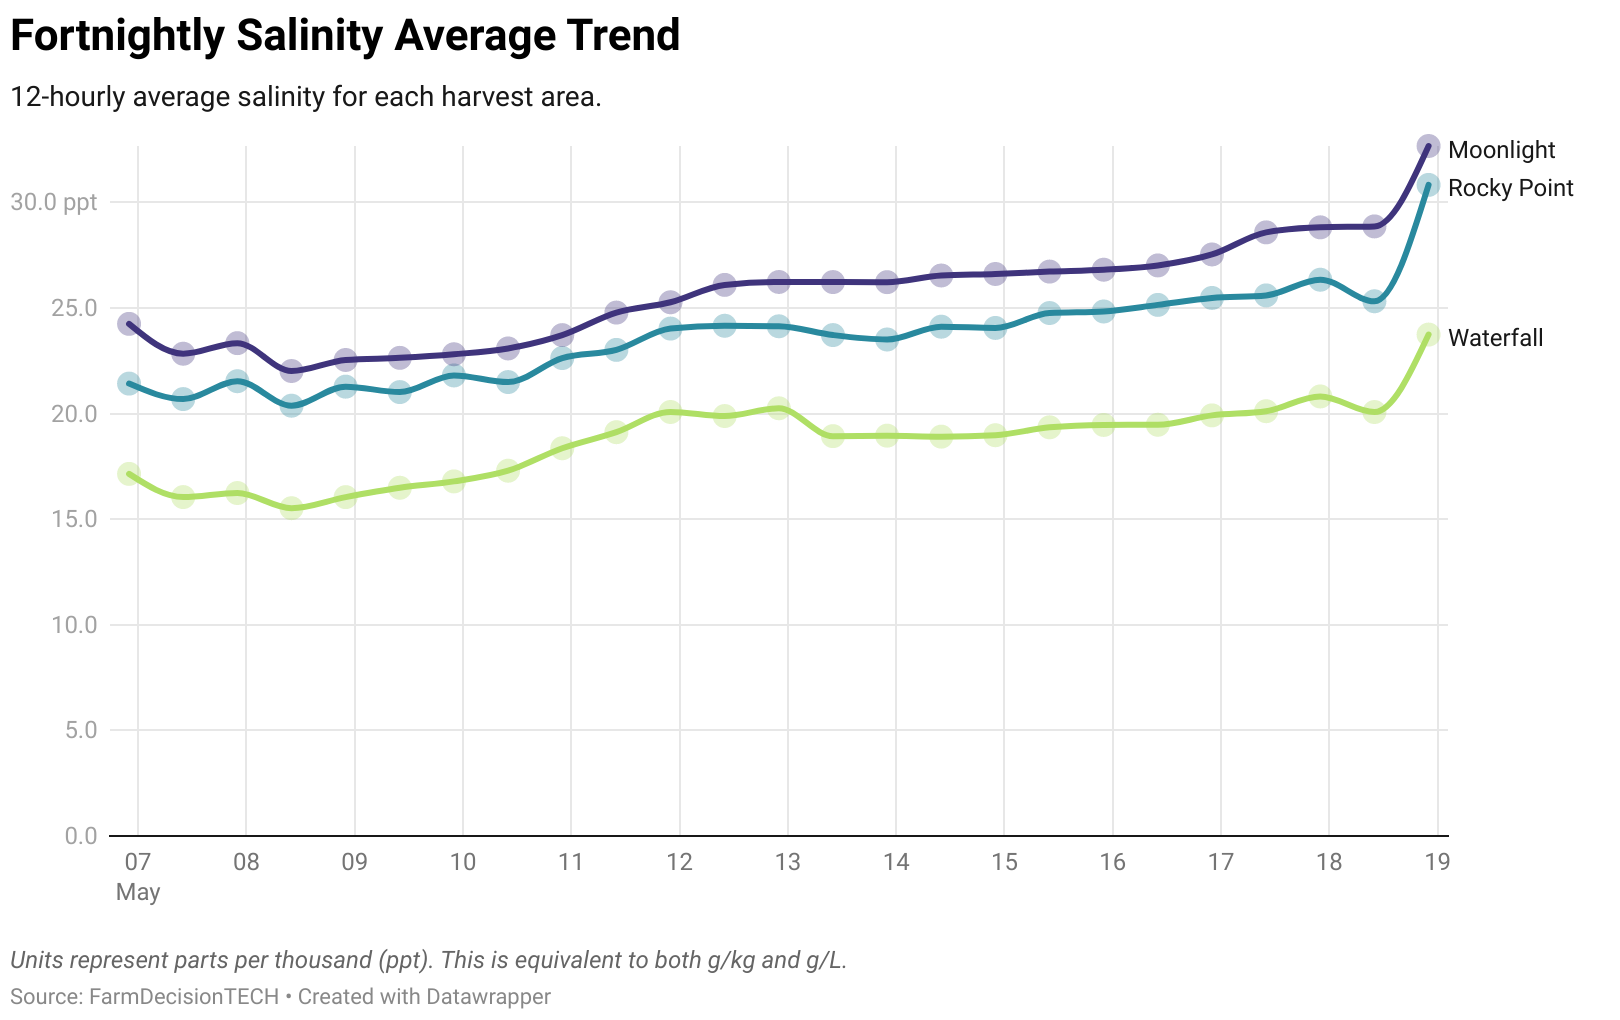 Fortnightly Salinity Average Trend
12-hourly average salinity for each harvest area.
Moonlight
Rocky Point
Waterfall
30.0 ppt
25.0
20.0
15.0
10.0
5.0
0.0
07 08 09 10 11 12 13 14 15 16 17 18 19
May
Units represent parts per thousand (ppt). This is equivalent to both g/kg and g/L.
Source: FarmDecisionTECH • Created with Datawrapper